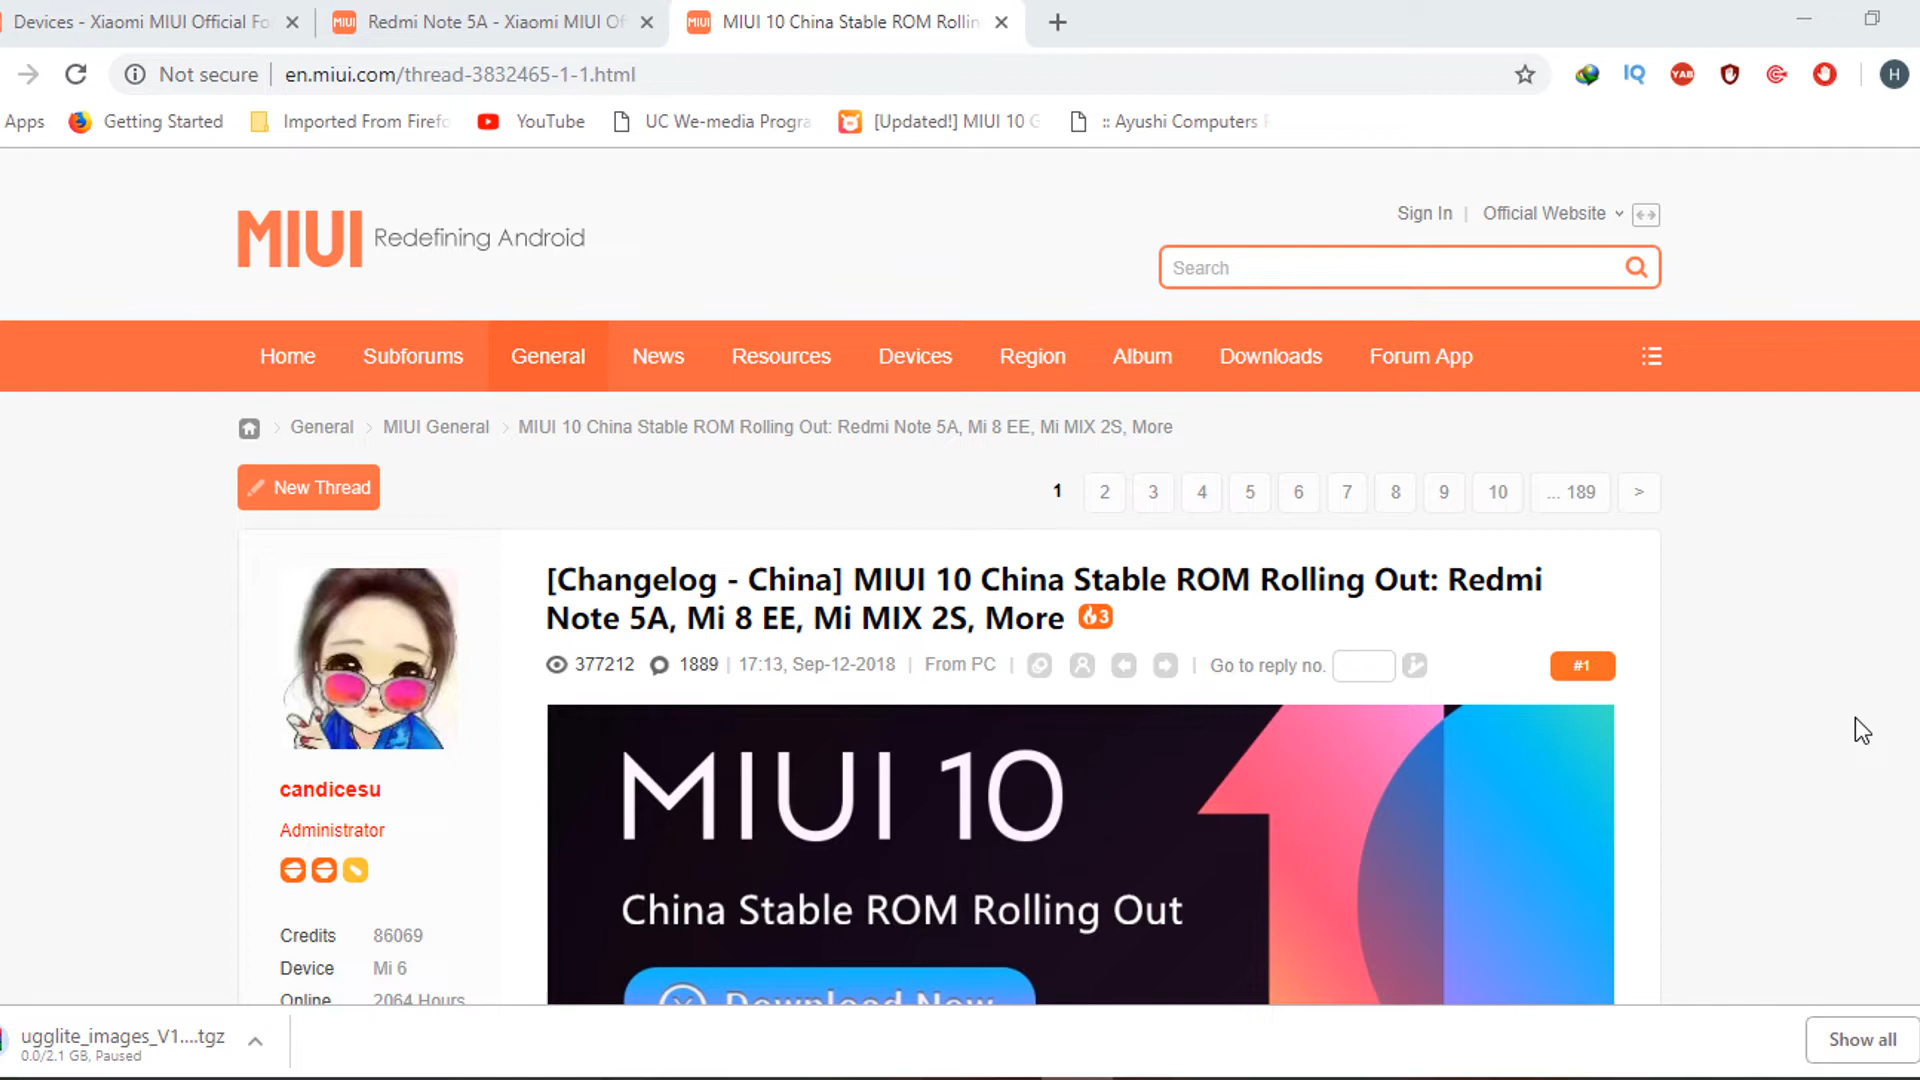 Devices - Xiaomi MIUI Official Fo
MIUI Redmi Note 5A - Xiaomi MIUI Of
MIUI MIUI 10 China Stable ROM Rollin
Not secure en.miui.com/thread-3832465-1-1.html
IQ YAB H
Apps Getting Started Imported From Firefo YouTube UC We-media Progra [Updated!] MIUI 10 G :: Ayushi Computers
Sign In | Official Website
MIUI Redefining Android
Search
Home Subforums General News Resources Devices Region Album Downloads Forum App
General > MIUI General > MIUI 10 China Stable ROM Rolling Out: Redmi Note 5A, Mi 8 EE, Mi MIX 2S, More
New Thread
1 2 3 4 5 6 7 8 9 10 ... 189 >
[Changelog - China] MIUI 10 China Stable ROM Rolling Out: Redmi
Note 5A, Mi 8 EE, Mi MIX 2S, More 3
377212 1889 | 17:13, Sep-12-2018 | From PC | | Go to reply no. #1
candicesu
Administrator
Credits 86069
Device Mi 6
Online 2064 Hours
MIUI 10
China Stable ROM Rolling Out
Download Now
ugglite_images_V1....tgz
0.0/2.1 GB, Paused
Show all